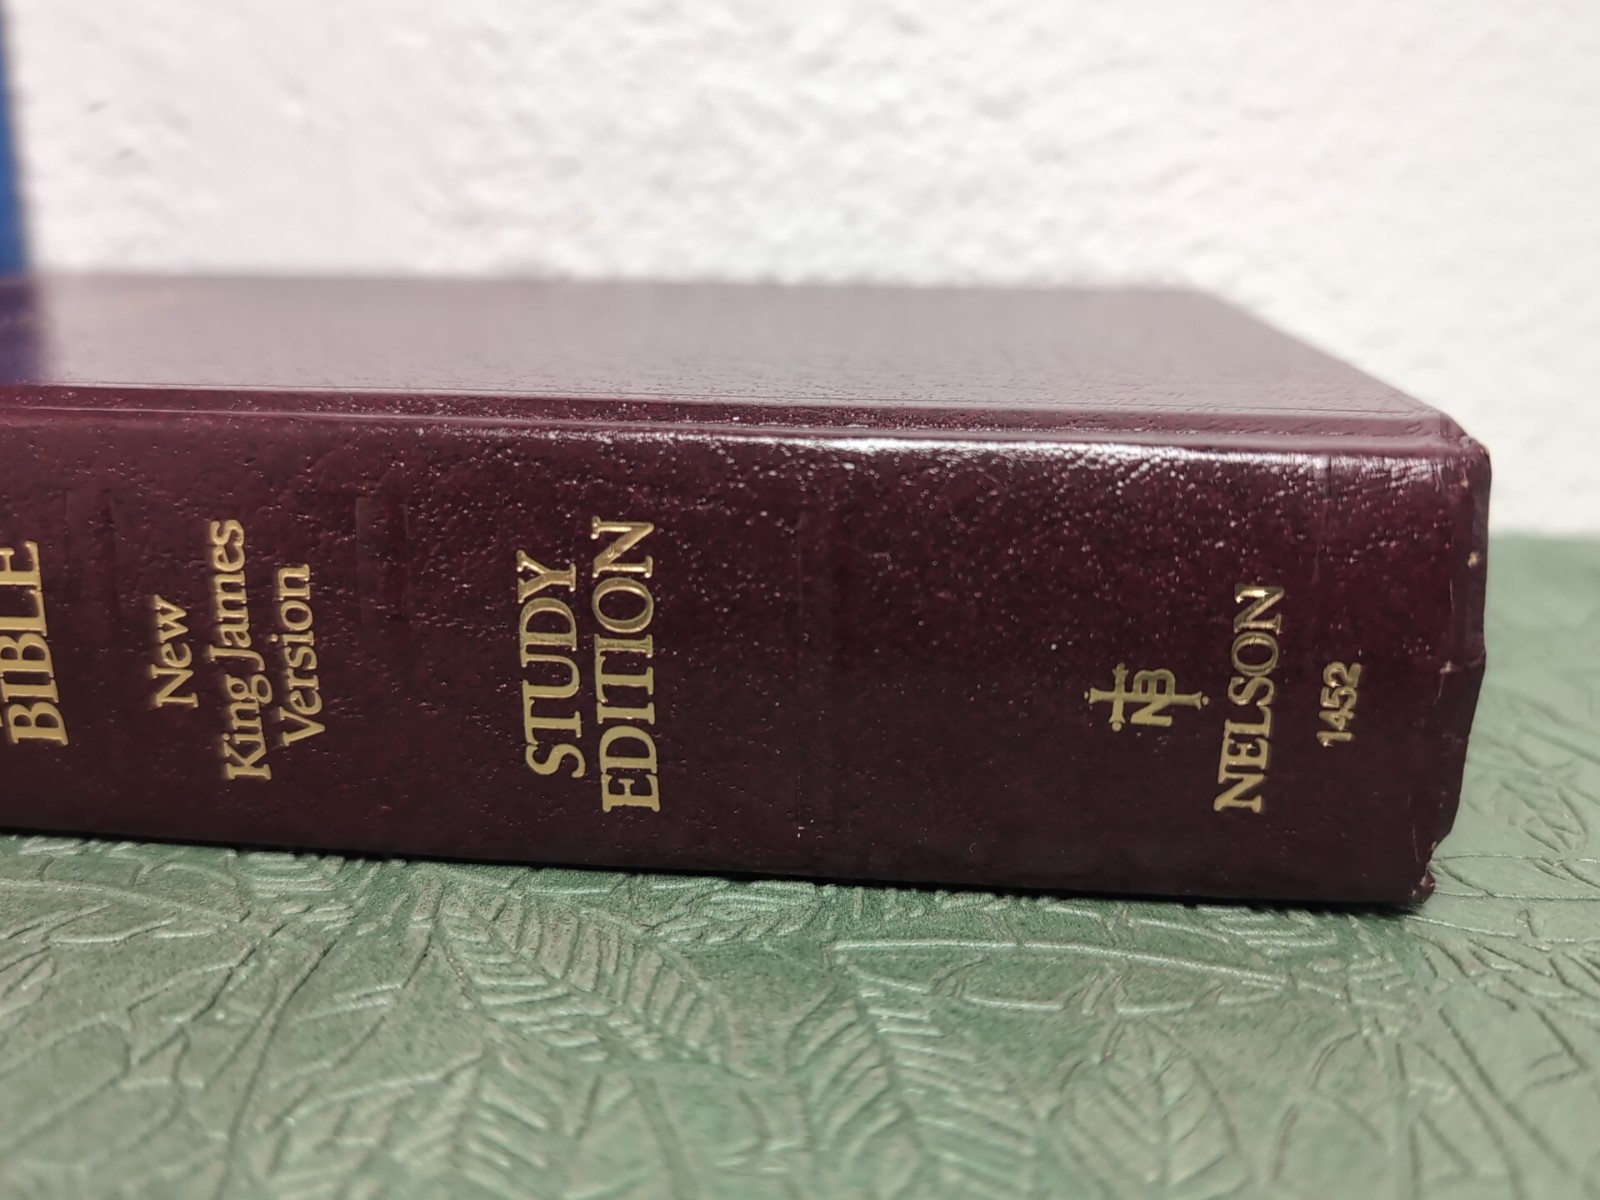 BIBLE
New
King James
Version
STUDY
EDITION
NB
NELSON
1452